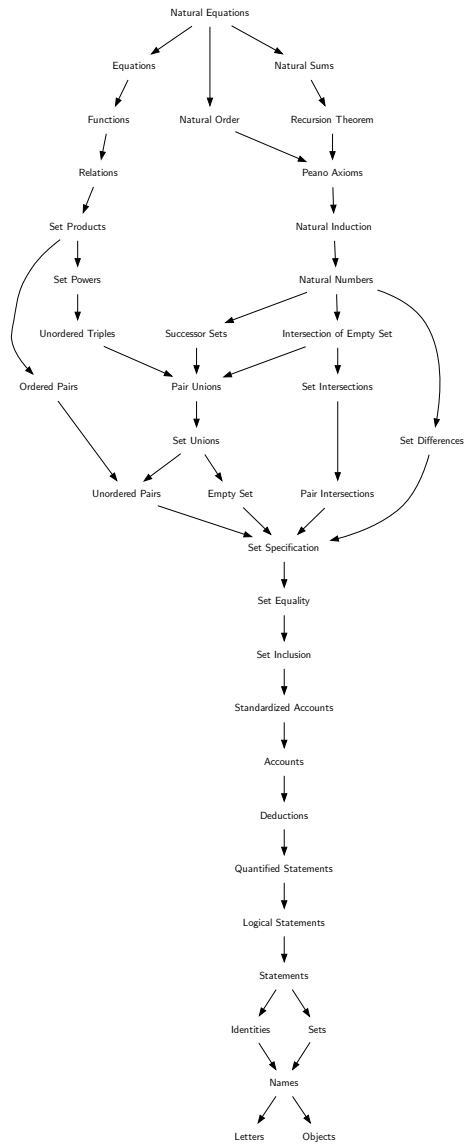 Natural Equations
Equations
Natural Sums
Functions
Natural Order
Recursion Theorem
Relations
Peano Axioms
Set Products
Natural Induction
Set Powers
Natural Numbers
Unordered Triples
Successor Sets
Intersection of Empty Set
Ordered Pairs
Pair Unions
Set Intersections
Set Unions
Set Differences
Unordered Pairs
Empty Set
Pair Intersections
Set Specification
Set Equality
Set Inclusion
Standardized Accounts
Accounts
Deductions
Quantified Statements
Logical Statements
Statements
Identities
Sets
Names
Letters
Objects